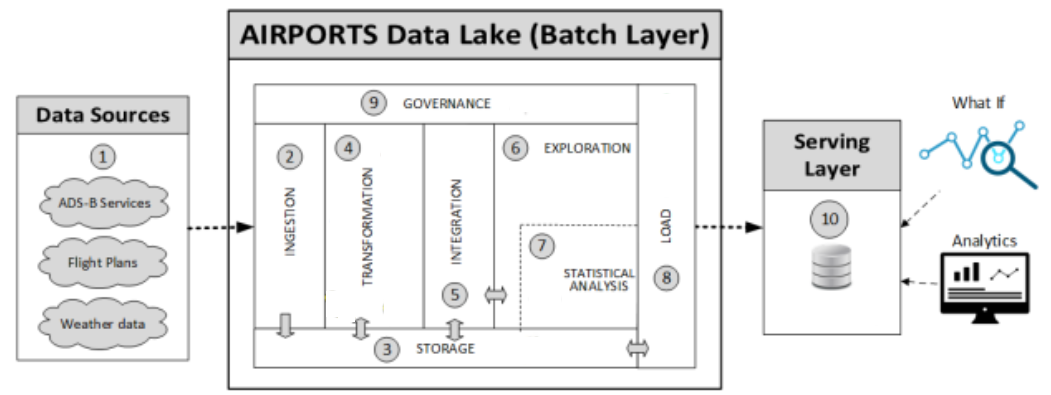 AIRPORTS Data Lake (Batch Layer)
Data Sources
1
ADS-B Services
Flight Plans
Weather data
9 GOVERNANCE
2
INGESTION
4
TRANSFORMATION
INTEGRATION
5
6 EXPLORATION
7
STATISTICAL
ANALYSIS
LOAD
8
3 STORAGE
Serving
Layer
10
What If
Analytics